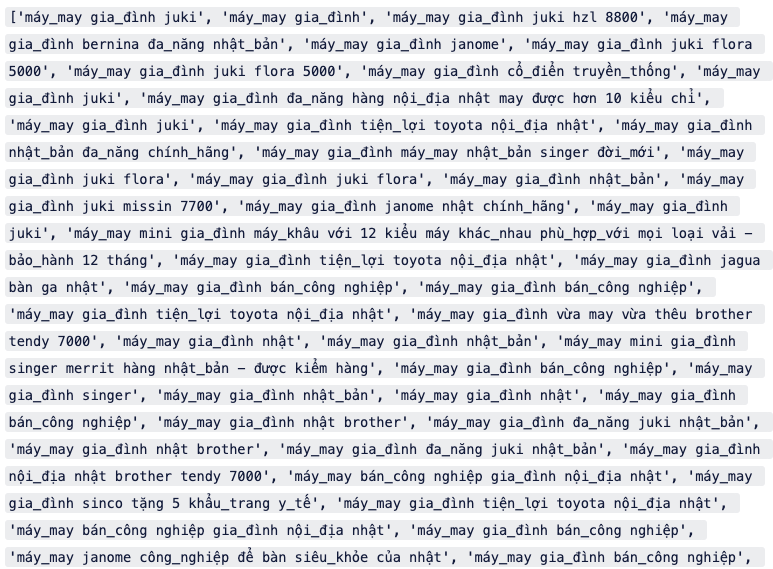 ['máy_may gia_đình juki', 'máy_may gia_đình', 'máy_may gia_đình juki hzl 8800', 'máy_may
gia_đình bernina đa_năng nhật_bản', 'máy_may gia_đình janome', 'máy_may gia_đình juki flora
5000', 'máy_may gia_đình juki flora 5000', 'máy_may gia_đình cổ_điển truyền_thống', 'máy_may
gia_đình juki', 'máy_may gia_đình đa_năng hàng nội_địa nhật may được hơn 10 kiểu chỉ',
'máy_may gia_đình juki', 'máy_may gia_đình tiện_lợi toyota nội_địa nhật', 'máy_may gia_đình
nhật_bản đa_năng chính_hãng', 'máy_may gia_đình máy_may nhật_bản singer đời_mới', 'máy_may
gia_đình juki flora', 'máy_may gia_đình juki flora', 'máy_may gia_đình nhật_bản', 'máy_may
gia_đình juki missin 7700', 'máy_may gia_đình janome nhật chính_hãng', 'máy_may gia_đình
juki', 'máy_may mini gia_đình máy_khâu với 12 kiểu máy khác_nhau phù_hợp_với mọi loại vải –
bảo_hành 12 tháng', 'máy_may gia_đình tiện_lợi toyota nội_địa nhật', 'máy_may gia_đình jagua
bàn ga nhật', 'máy_may gia_đình bán_công nghiệp', 'máy_may gia_đình bán_công nghiệp',
'máy_may gia_đình tiện_lợi toyota nội_địa nhật', 'máy_may gia_đình vừa may vừa thêu brother
tendy 7000', 'máy_may gia_đình nhật', 'máy_may gia_đình nhật_bản', 'máy_may mini gia_đình
singer merrit hàng nhật_bản – được kiểm hàng', 'máy_may gia_đình bán_công nghiệp', 'máy_may
gia_đình singer', 'máy_may gia_đình nhật_bản', 'máy_may gia_đình nhật', 'máy_may gia_đình
bán_công nghiệp', 'máy_may gia_đình nhật brother', 'máy_may gia_đình đa_năng juki nhật_bản',
'máy_may gia_đình nhật brother', 'máy_may gia_đình đa_năng juki nhật_bản', 'máy_may gia_đình
nội_địa nhật brother tendy 7000', 'máy_may bán_công nghiệp gia_đình nội_địa nhật', 'máy_may
gia_đình sinco tặng 5 khẩu_trang y_tế', 'máy_may gia_đình tiện_lợi toyota nội_địa nhật',
'máy_may bán_công nghiệp gia_đình nội_địa nhật', 'máy_may gia_đình bán_công nghiệp',
'máy_may janome công_nghiệp để bàn siêu_khỏe của nhật', 'máy_may gia_đình bán_công nghiệp',